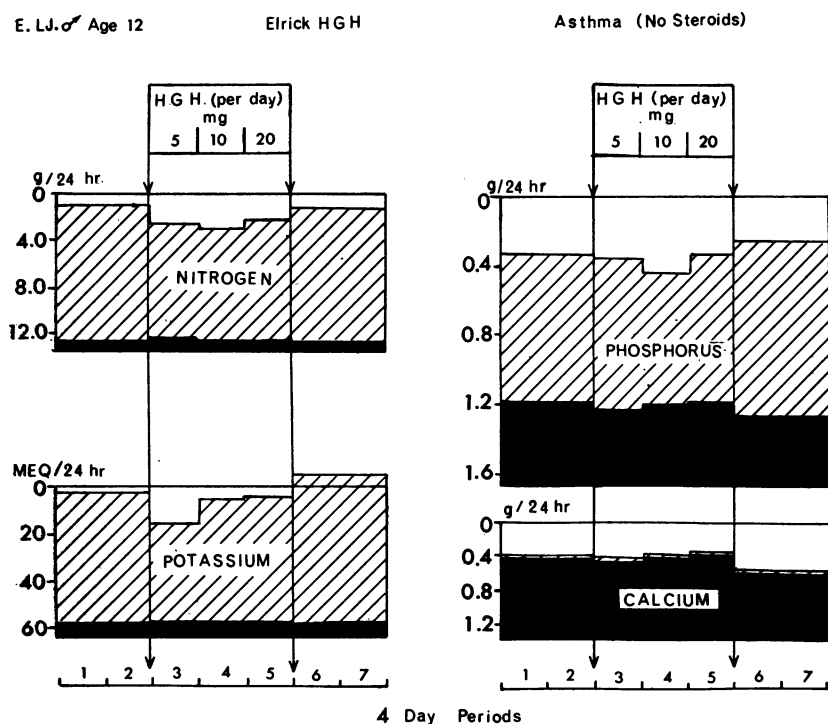 E. LJ. ♂ Age 12 Elrick HGH Asthma (No Steroids)
H.G H. (per day)
mg
5 10 20
g/24 hr.
0
4.0
8.0
12.0
NITROGEN
MEQ/24 hr
0
20
40
60
POTASSIUM
1 2 3 4 5 6 7
H G H (per day)
mg
5 10 20
g/24 hr
0
0.4
0.8
1.2
1.6
PHOSPHORUS
g/24 hr
0
0.4
0.8
1.2
CALCIUM
1 2 3 4 5 6 7
4 Day Periods